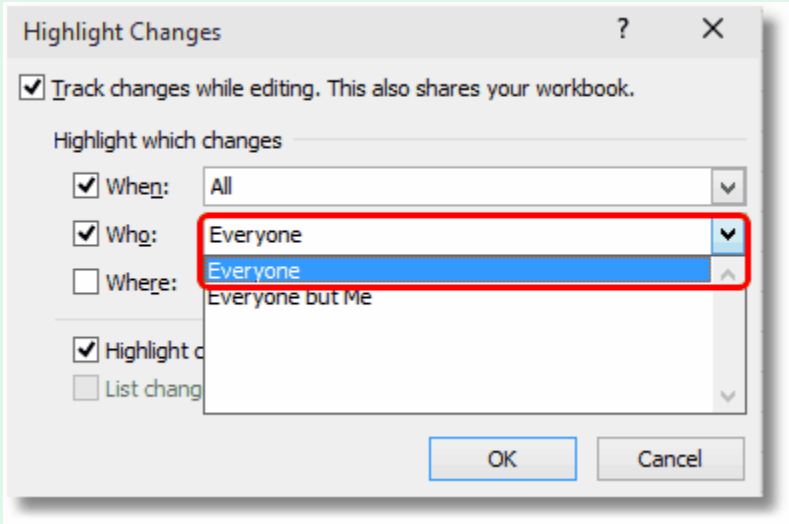 Highlight Changes ? ×
Track changes while editing. This also shares your workbook.
Highlight which changes
When: All
Who: Everyone
Everyone
Where:
Everyone but Me
Highlight
List
OK Cancel